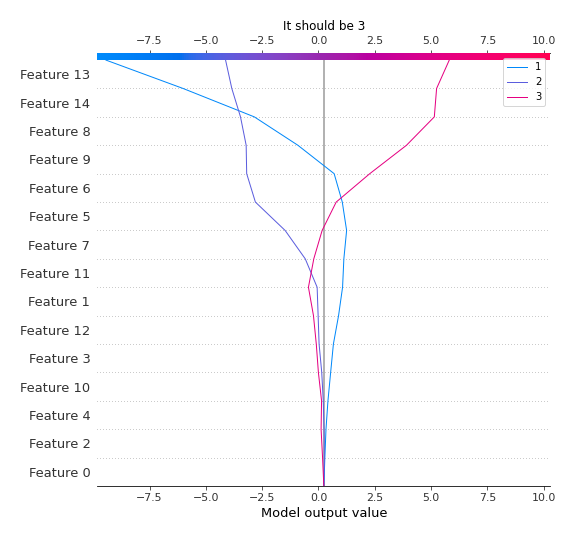 It should be 3
−7.5 −5.0 −2.5 0.0 2.5 5.0 7.5 10.0
1
2
3
Feature 13
Feature 14
Feature 8
Feature 9
Feature 6
Feature 5
Feature 7
Feature 11
Feature 1
Feature 12
Feature 3
Feature 10
Feature 4
Feature 2
Feature 0
−7.5 −5.0 −2.5 0.0 2.5 5.0 7.5 10.0
Model output value